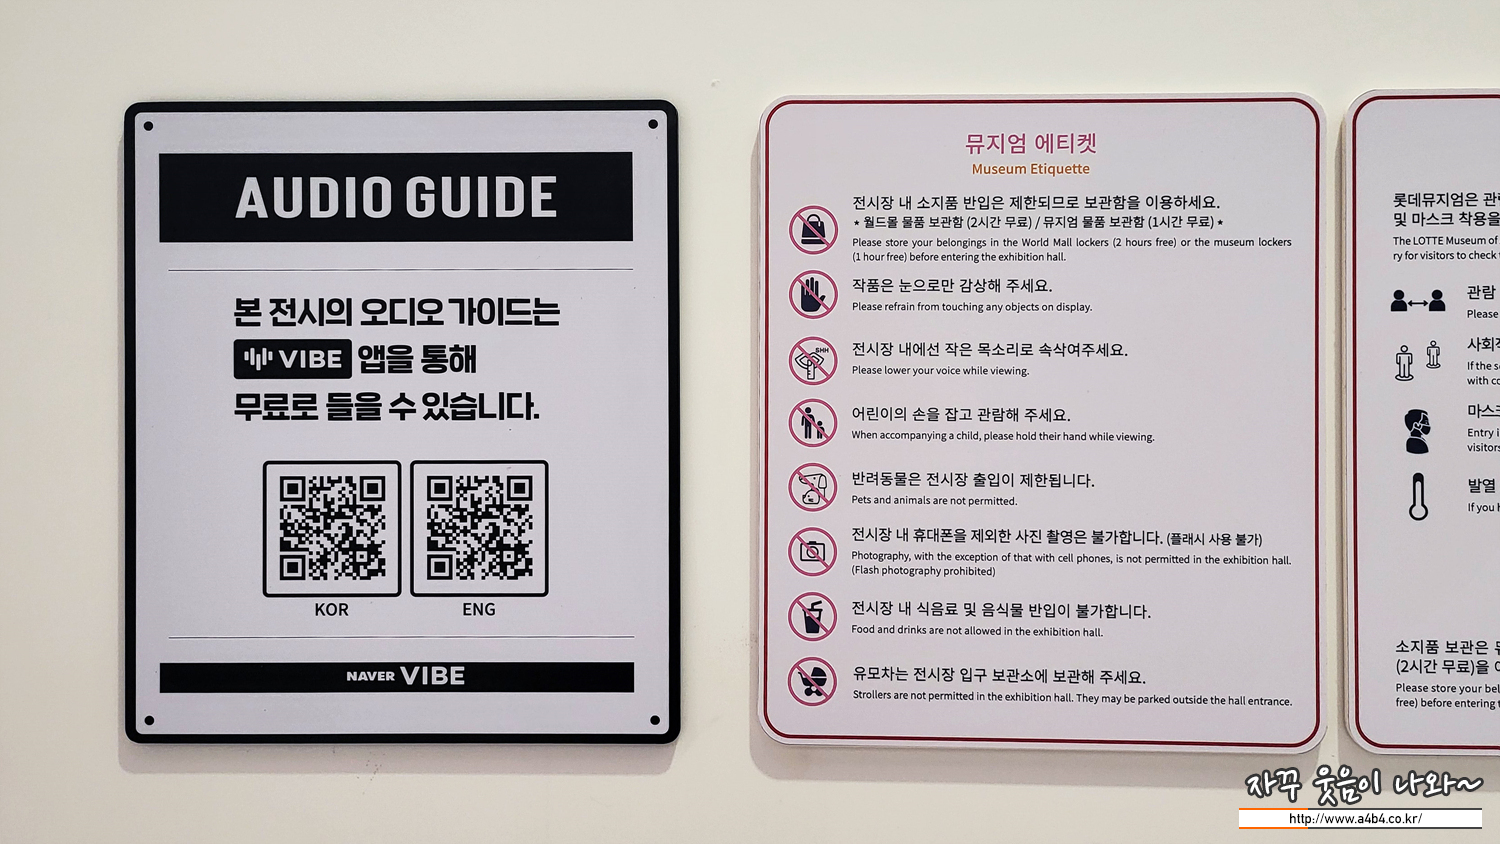 AUDIO GUIDE
본 전시의 오디오 가이드는
VIBE 앱을 통해
무료로 들을 수 있습니다.
KOR
ENG
NAVER VIBE
뮤지엄 에티켓
Museum Etiquette
전시장 내 소지품 반입은 제한되므로 보관함을 이용하세요.
* 월드몰 물품 보관함 (2시간 무료) / 뮤지엄 물품 보관함 (1시간 무료) *
Please store your belongings in the World Mall lockers (2 hours free) or the museum lockers
(1 hour free) before entering the exhibition hall.
작품은 눈으로만 감상해 주세요.
Please refrain from touching any objects on display.
SHH
전시장 내에선 작은 목소리로 속삭여주세요.
Please lower your voice while viewing.
어린이의 손을 잡고 관람해 주세요.
When accompanying a child, please hold their hand while viewing.
반려동물은 전시장 출입이 제한됩니다.
Pets and animals are not permitted.
전시장 내 휴대폰을 제외한 사진 촬영은 불가합니다. (플래시 사용 불가)
Photography, with the exception of that with cell phones, is not permitted in the exhibition hall.
(Flash photography prohibited)
전시장 내 식음료 및 음식물 반입이 불가합니다.
Food and drinks are not allowed in the exhibition hall.
유모차는 전시장 입구 보관소에 보관해 주세요.
Strollers are not permitted in the exhibition hall. They may be parked outside the hall entrance.
롯데뮤지엄은
및 마스크 착용을
The LOTTE Museum of
ry for visitors to check
관람
Please
If the
with
Entry
visitors
발열
If you
소지품 보관은
(2시간 무료)을
Please store your
free) before entering
자꾸 웃음이 나와~
http://www.a4b4.co.kr/